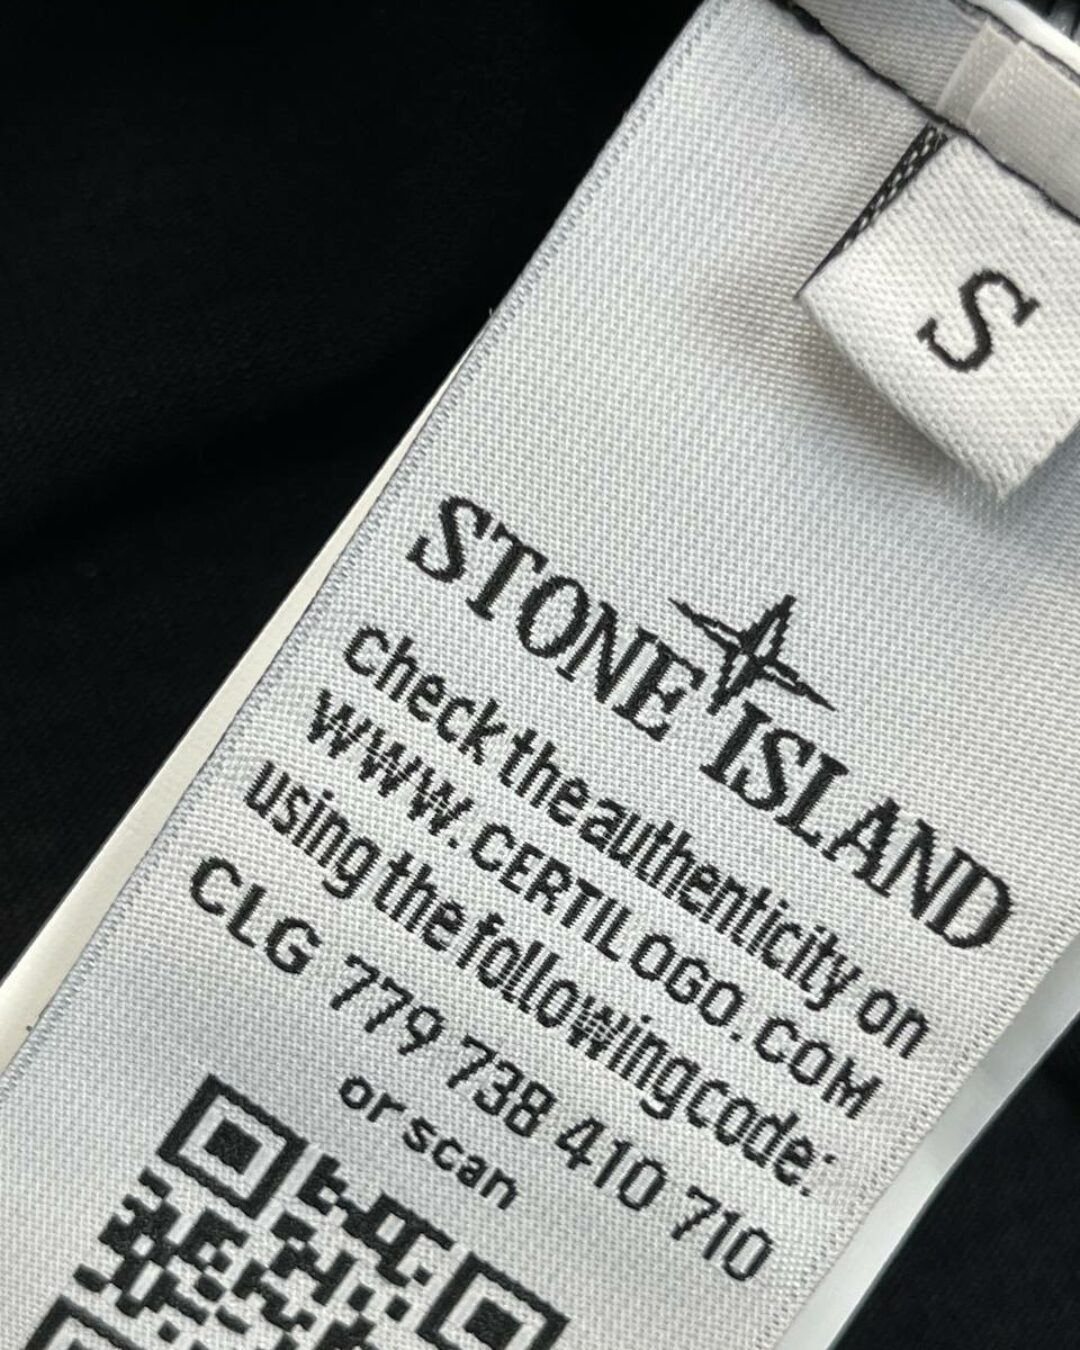 S
STONE ISLAND
check the authenticity on
WWW.CERTILOGO.COM
using the following code:
CLG 779 738 410 710
or scan